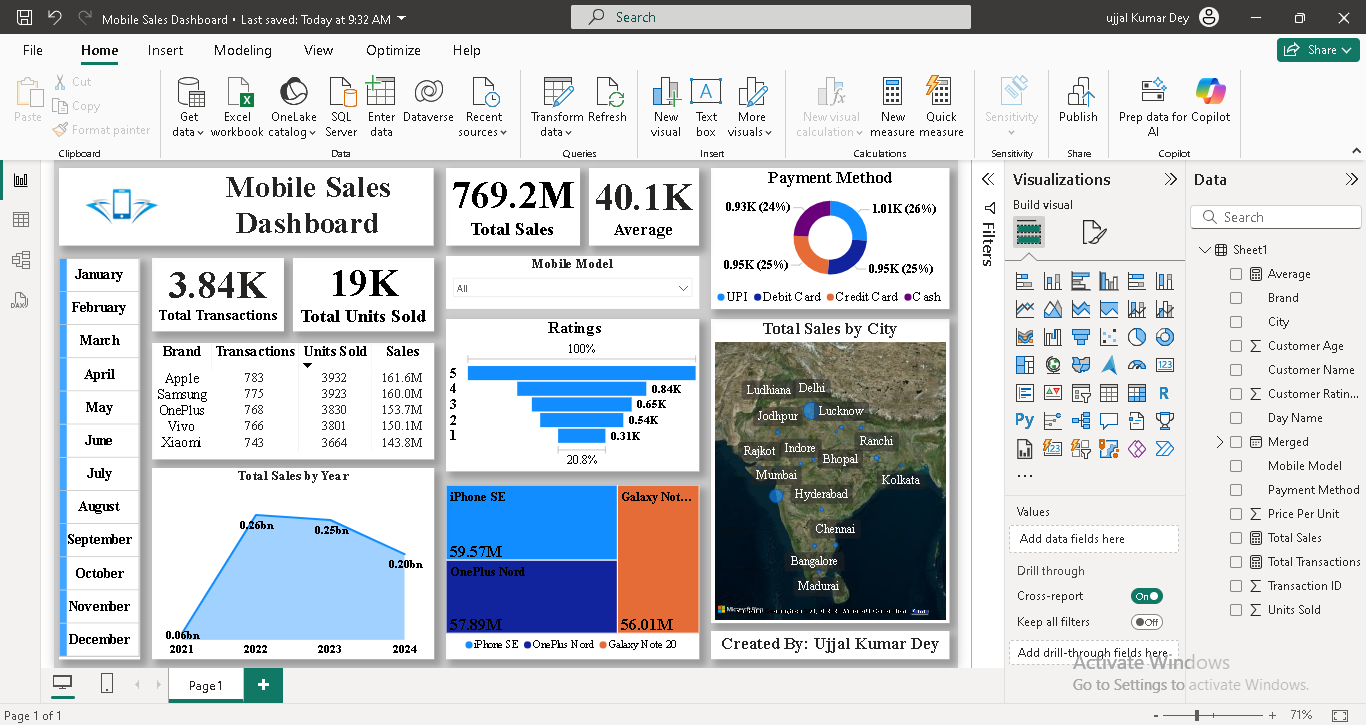 Mobile Sales Dashboard • Last saved: Today at 9:32 AM
Search
ujjal Kumar Dey
File
Home
Insert
Modeling
View
Optimize
Help
Share
Paste
Cut
Copy
Format painter
Clipboard
Get data
Excel workbook
OneLake catalog
SQL Server
Enter data
Dataverse
Recent sources
Data
Transform data
Refresh
Queries
New visual
Text box
More visuals
Insert
New visual calculation
New measure
Quick measure
Calculations
Sensitivity
Sensitivity
Publish
Share
Prep data for AI
Copilot
Copilot
Mobile Sales
Dashboard
769.2M
Total Sales
40.1K
Average
Payment Method
0.93K (24%)
1.01K (26%)
0.95K (25%)
0.95K (25%)
UPI
Debit Card
Credit Card
Cash
January
February
March
April
May
June
July
August
September
October
November
December
3.84K
Total Transactions
19K
Total Units Sold
Mobile Model
All
Brand Transactions Units Sold Sales
Apple 783 3932 161.6M
Samsung 775 3923 160.0M
OnePlus 768 3830 153.7M
Vivo 766 3801 150.1M
Xiaomi 743 3664 143.8M
Ratings
100%
5
4 0.84K
3 0.65K
2 0.54K
1 0.31K
20.8%
Total Sales by City
Ludhiana
Delhi
Jodhpur
Lucknow
Rajkot
Indore
Ranchi
Bhopal
Mumbai
Kolkata
Hyderabad
Chennai
Bangalore
Madurai
Total Sales by Year
0.06bn
0.26bn
0.25bn
0.20bn
2021
2022
2023
2024
iPhone SE
59.57M
OnePlus Nord
57.89M
Galaxy Not...
56.01M
iPhone SE
OnePlus Nord
Galaxy Note 20
Created By: Ujjal Kumar Dey
Filters
Visualizations
Build visual
Values
Add data fields here
Drill through
Cross-report
On
Keep all filters
Off
Add drill-through fields here
Data
Search
Sheet1
Average
Brand
City
Customer Age
Customer Name
Customer Ratin...
Day Name
Merged
Mobile Model
Payment Method
Price Per Unit
Total Sales
Total Transactions
Transaction ID
Units Sold
Activate Windows
Go to Settings to activate Windows.
Page 1
Page 1 of 1
71%